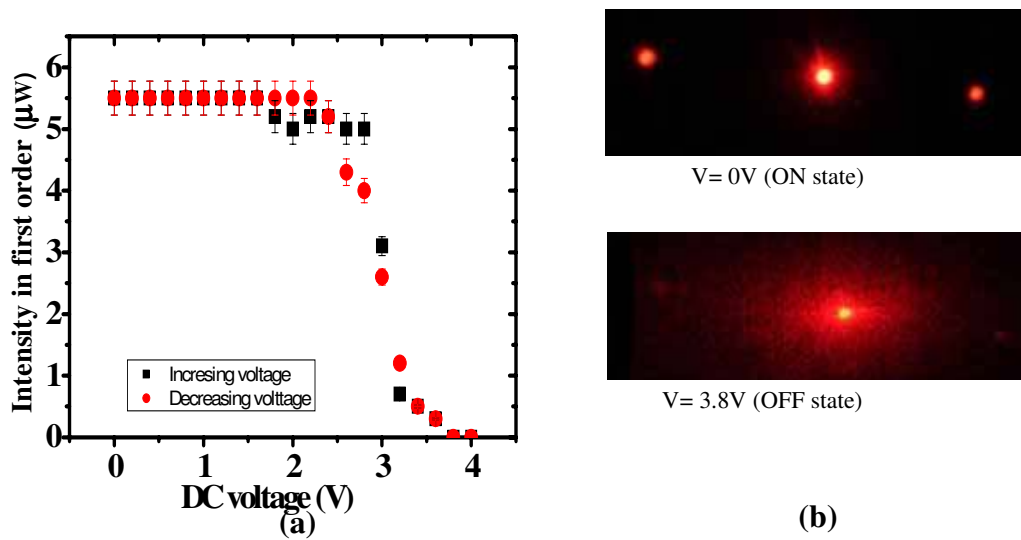 (a)
Intensity in first order (μW)
6
5
4
3
2
1
0
Incresing voltage
Decreasing volttage
0 1 2 3 4
DC voltage (V)
(b)
V= 0V (ON state)
V= 3.8V (OFF state)